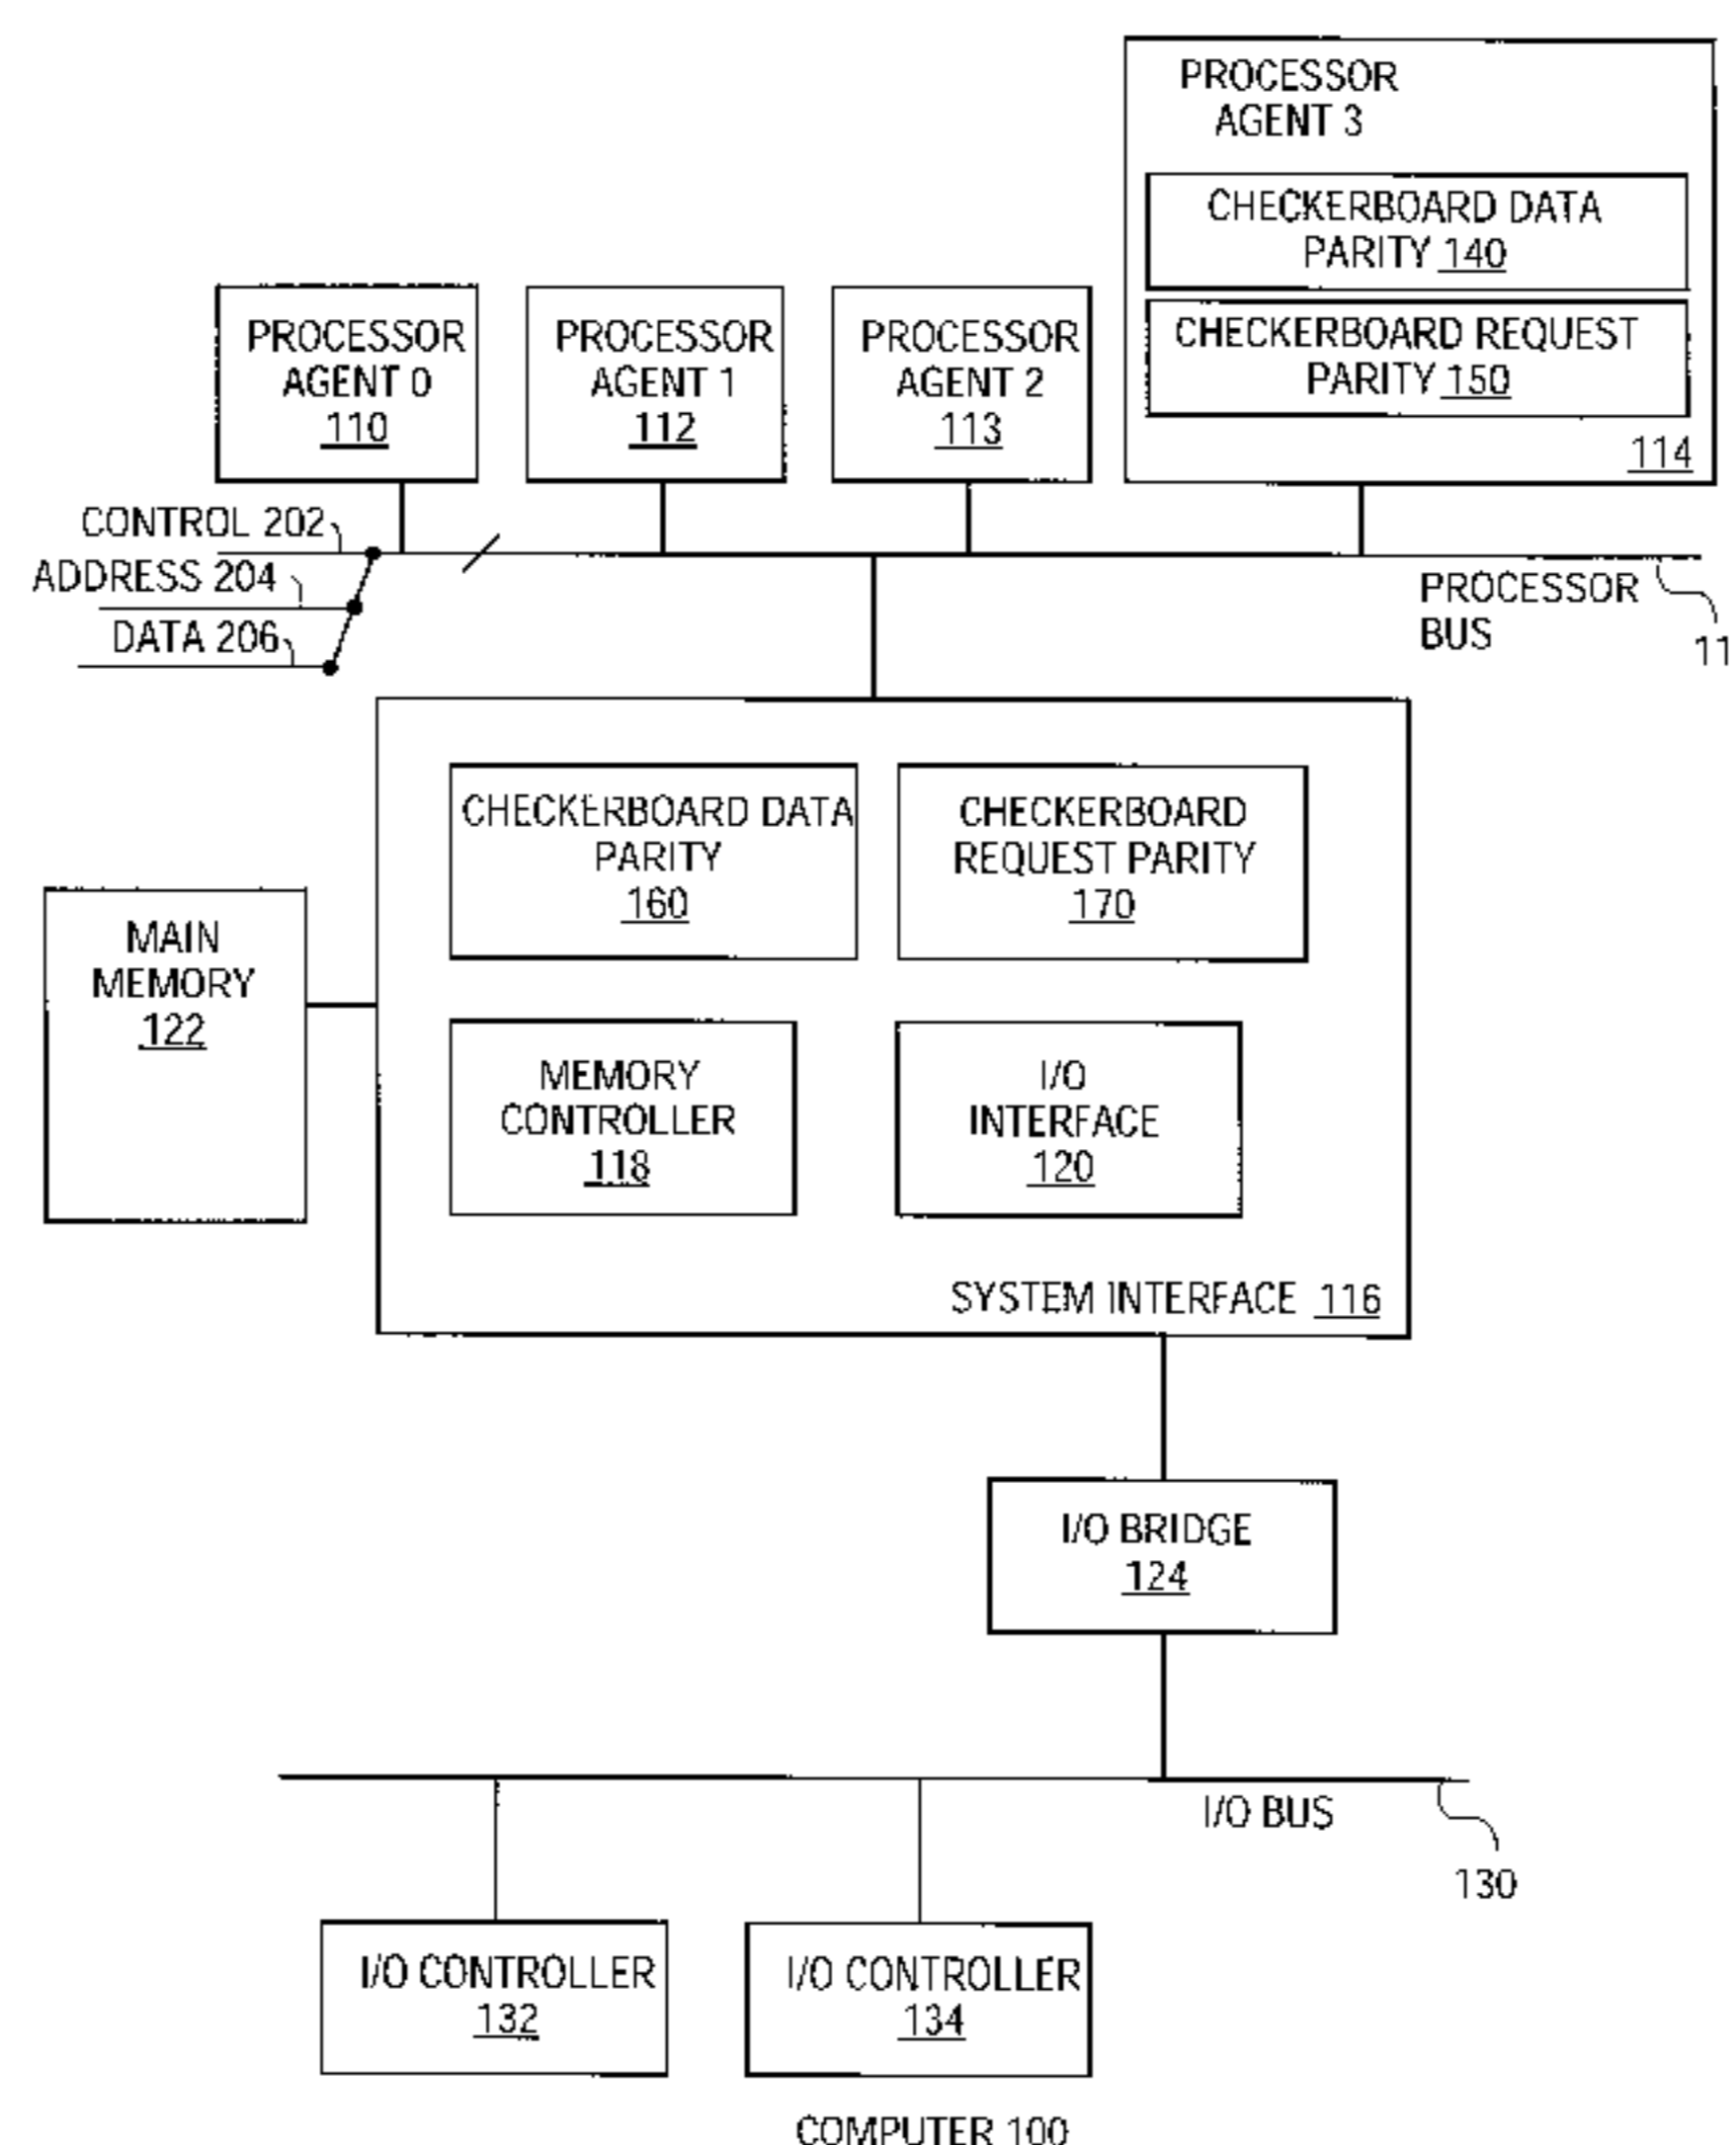 PROCESSOR
AGENT 3
CHECKERBOARD DATA
PARITY 140
CHECKERBOARD REQUEST
PARITY 150
114
PROCESSOR
AGENT 0
110
PROCESSOR
AGENT 1
112
PROCESSOR
AGENT 2
113
CONTROL 202
ADDRESS 204
DATA 206
PROCESSOR
BUS
11
CHECKERBOARD DATA
PARITY
160
CHECKERBOARD
REQUEST PARITY
170
MAIN
MEMORY
122
MEMORY
CONTROLLER
118
I/O
INTERFACE
120
SYSTEM INTERFACE 116
I/O BRIDGE
124
I/O BUS
130
I/O CONTROLLER
132
I/O CONTROLLER
134
COMPUTER 100